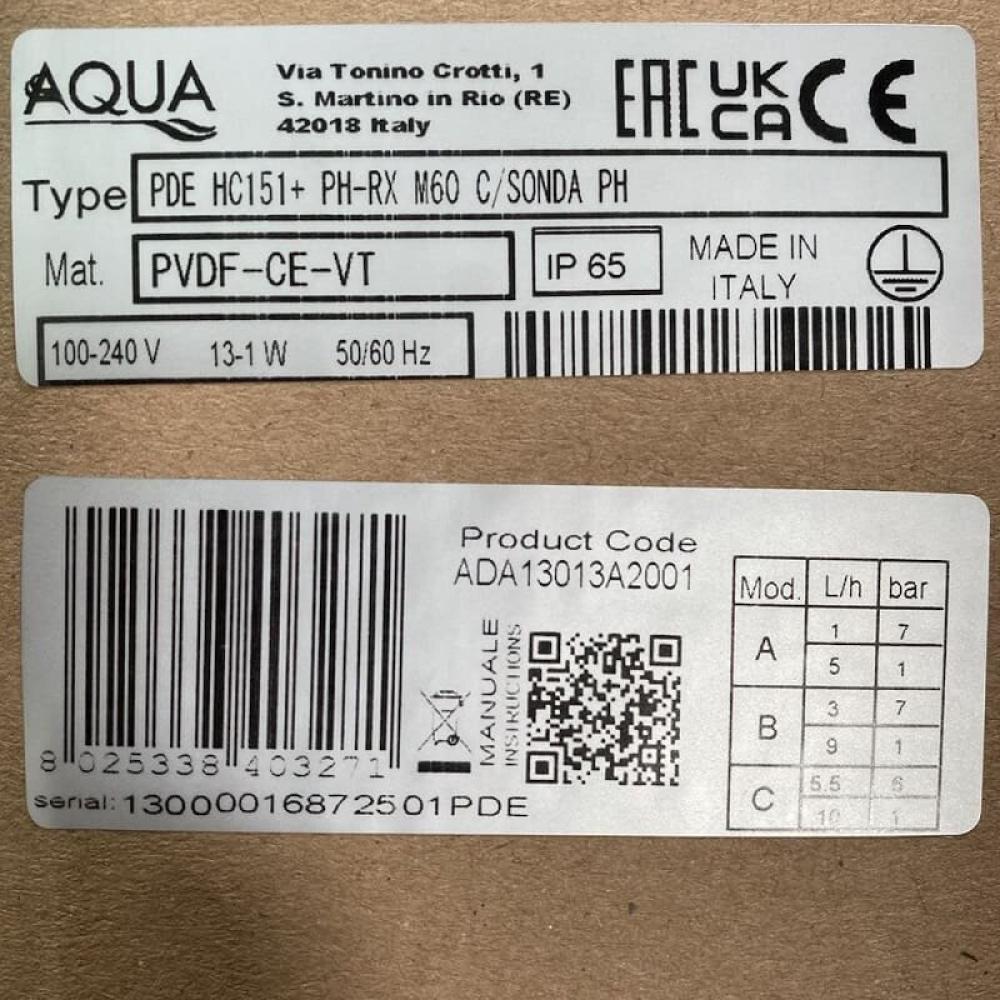 AQUA
Via Tonino Crotti, 1
S. Martino in Rio (RE)
42018 Italy
EAC UK CA CE
Type PDE HC151+ PH-RX M60 C/SONDA PH
Mat. PVDF-CE-VT IP 65 MADE IN ITALY
100-240 V 13-1 W 50/60 Hz
Product Code
ADA13013A2001
MANUALE
INSTRUCTIONS
8 025338 403271
serial: 13000016872501PDE
Mod. L/h bar
A 1 7
5 1
B 3 7
9 1
C 5.5 6
10 1